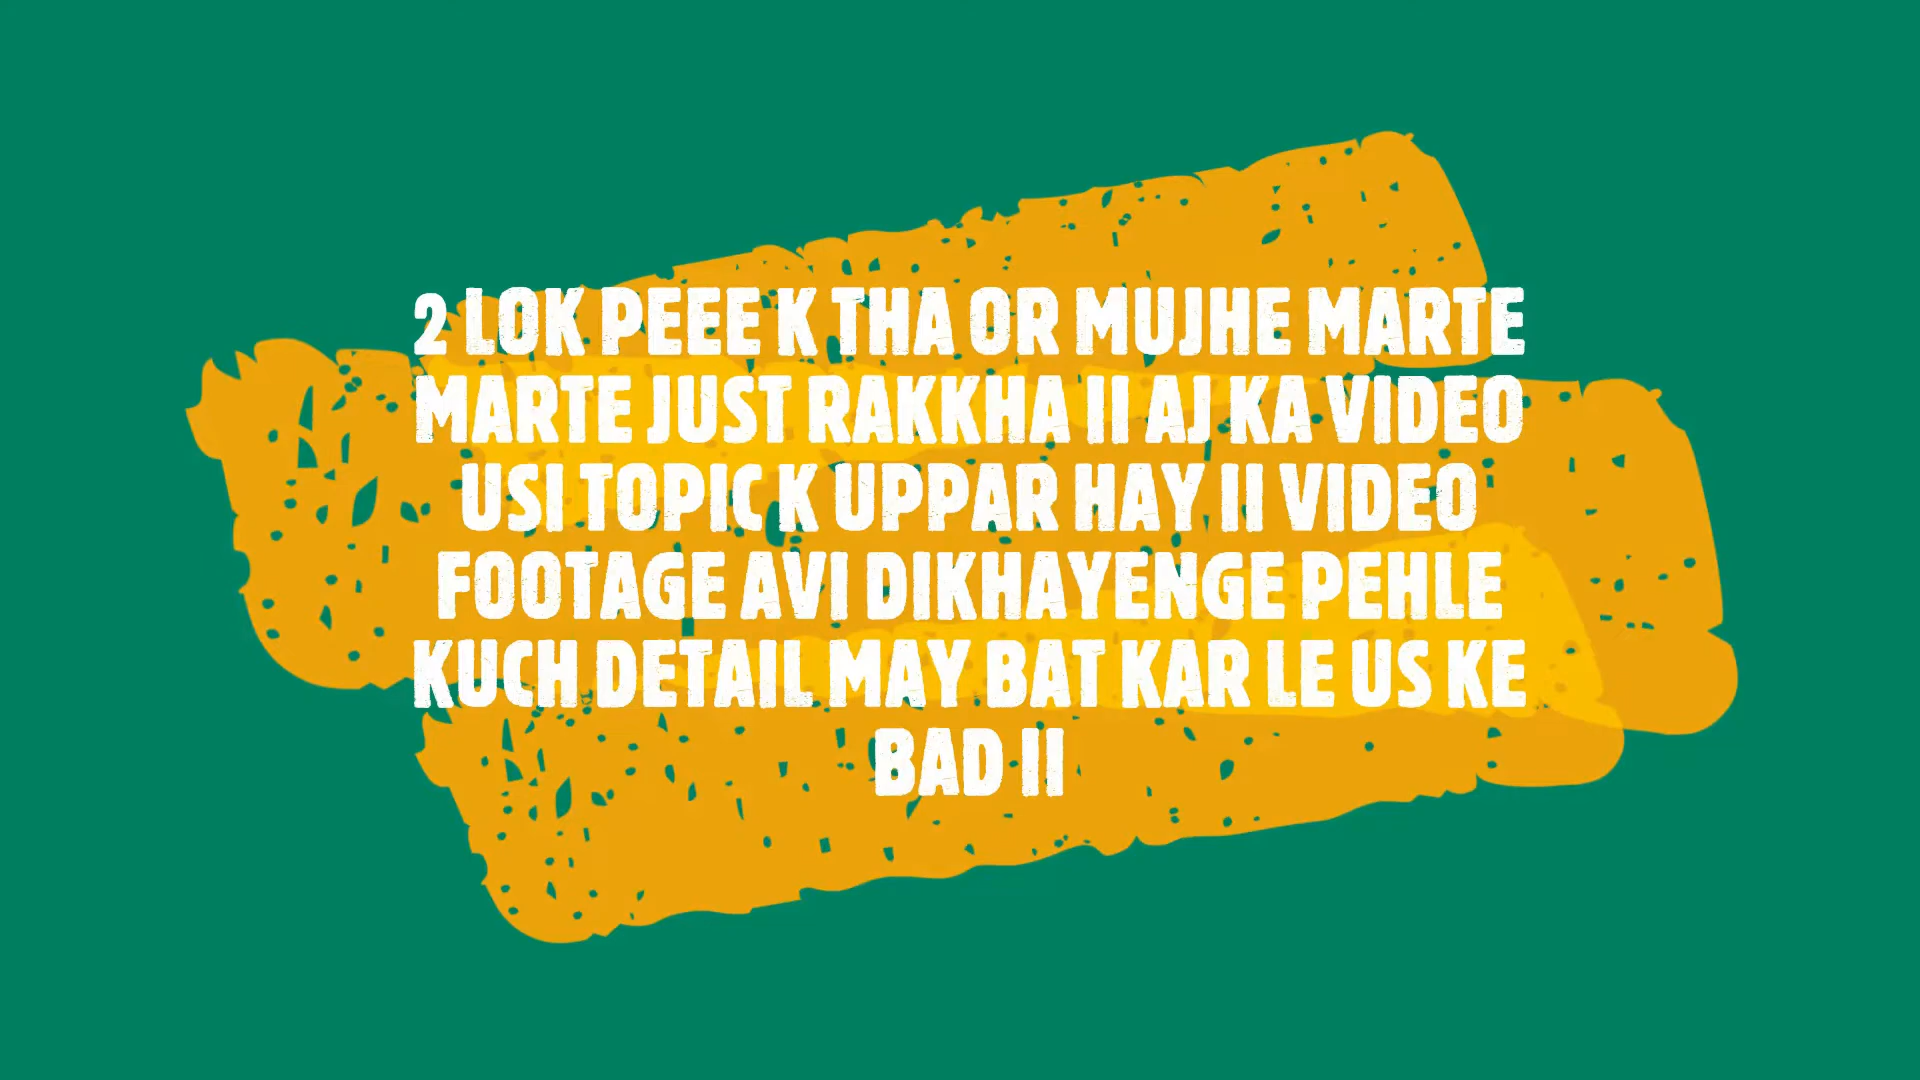 2 LOK PEEE K THA OR MUJHE MARTE
MARTE JUST RAKKHA II AJ KA VIDEO
USI TOPIC K UPPAR HAY II VIDEO
FOOTAGE AVI DIKHAYENGE PEHLE
KUCH DETAIL MAY BAT KAR LE US KE
BAD II